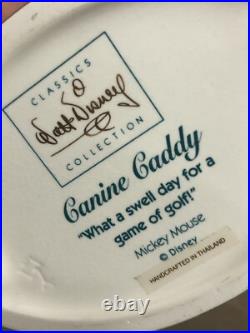 CLASSICS
Walt Disney
COLLECTION
Canine Caddy
"What a swell day for a
game of golf!"
Mickey Mouse
© Disney
HANDCRAFTED IN THAILAND